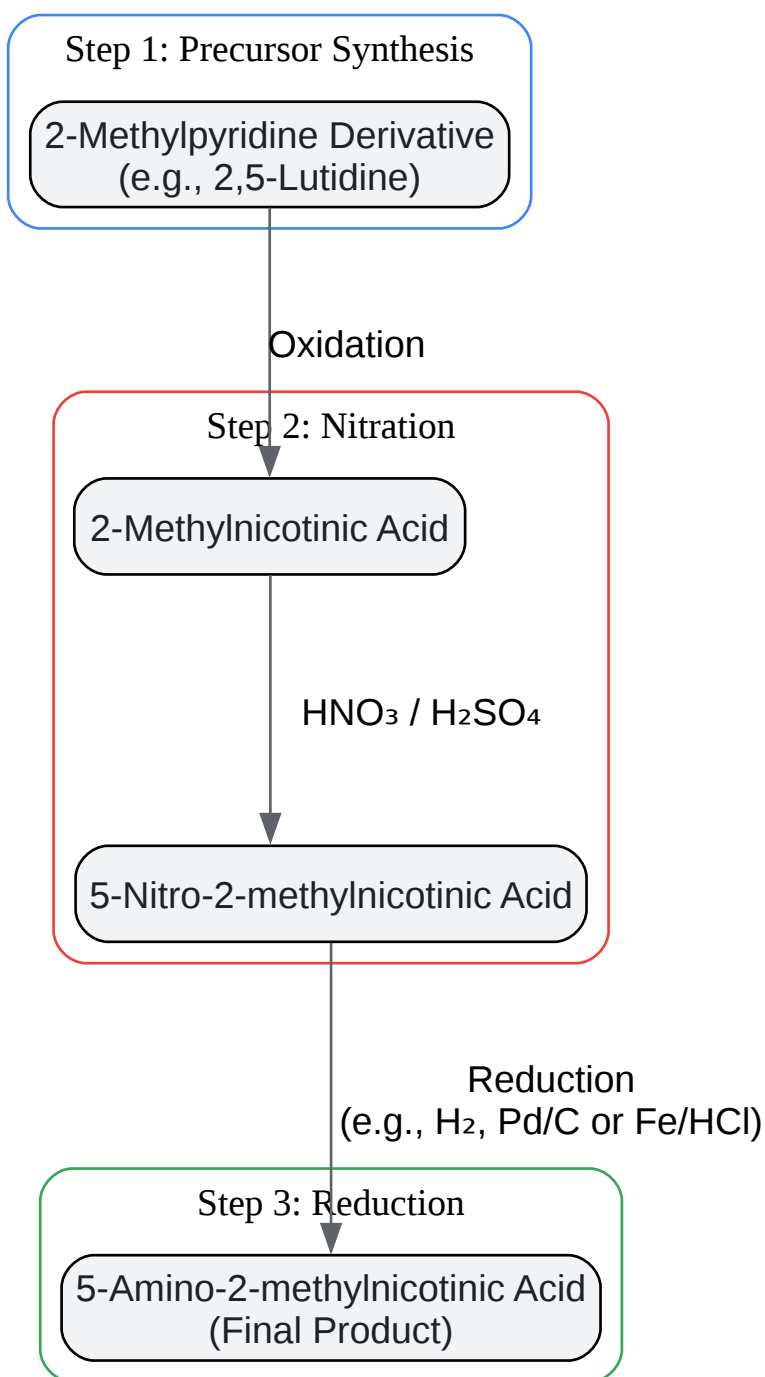 Step 1: Precursor Synthesis
2-Methylpyridine Derivative
(e.g., 2,5-Lutidine)
Oxidation
Step 2: Nitration
2-Methylnicotinic Acid
HNO₃ / H₂SO₄
5-Nitro-2-methylnicotinic Acid
Reduction
(e.g., H₂, Pd/C or Fe/HCl)
Step 3: Reduction
5-Amino-2-methylnicotinic Acid
(Final Product)